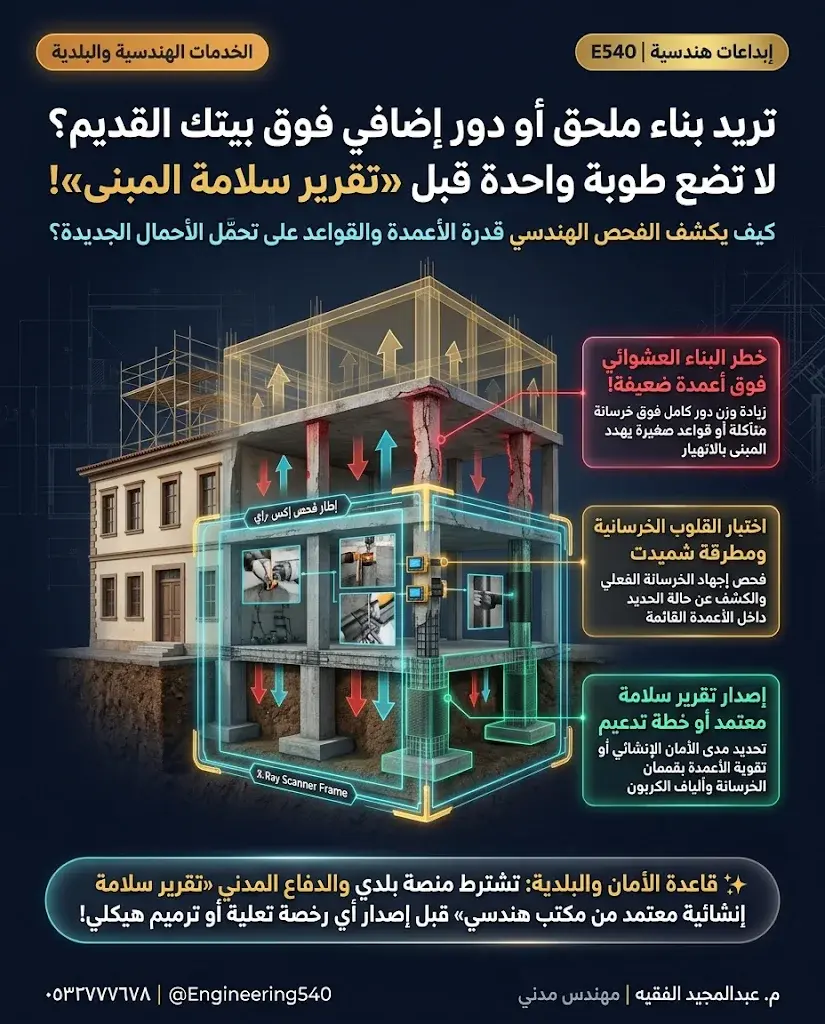 إبداعات هندسية | E540
الخدمات الهندسية والبلدية
تريد بناء ملحق أو دور إضافي فوق بيتك القديم؟
لا تضع طوبة واحدة قبل «تقرير سلامة المبنى»!
كيف يكشف الفحص الهندسي قدرة الأعمدة والقواعد على تحمَّل الأحمال الجديدة؟
خطر البناء العشوائي
فوق أعمدة ضعيفة!
زيادة وزن دور كامل فوق خرسانة
متآكلة أو قواعد صغيرة يهدد
المبنى بالانهيار
إطار فحص إكس راي
اختبار القلوب الخرسانية
ومطرقة شميدت
فحص إجهاد الخرسانة الفعلي
والكشف عن حالة الحديد
داخل الأعمدة القائمة
إصدار تقرير سلامة
معتمد أو خطة تدعيم
تحديد مدى الأمان الإنشائي أو
تقوية الأعمدة بقممان
الخرسانة وألياف الكربون
X.Ray Scanner Frame
قاعدة الأمان والبلدية: تشترط منصة بلدي والدفاع المدني «تقرير سلامة
إنشائية معتمد من مكتب هندسي» قبل إصدار أي رخصة تعلية أو ترميم هيكلي!
م. عبدالمجيد الفقيه | مهندس مدني
@Engineering540 | ٠٥٣٢٧٧٧٦٧٨